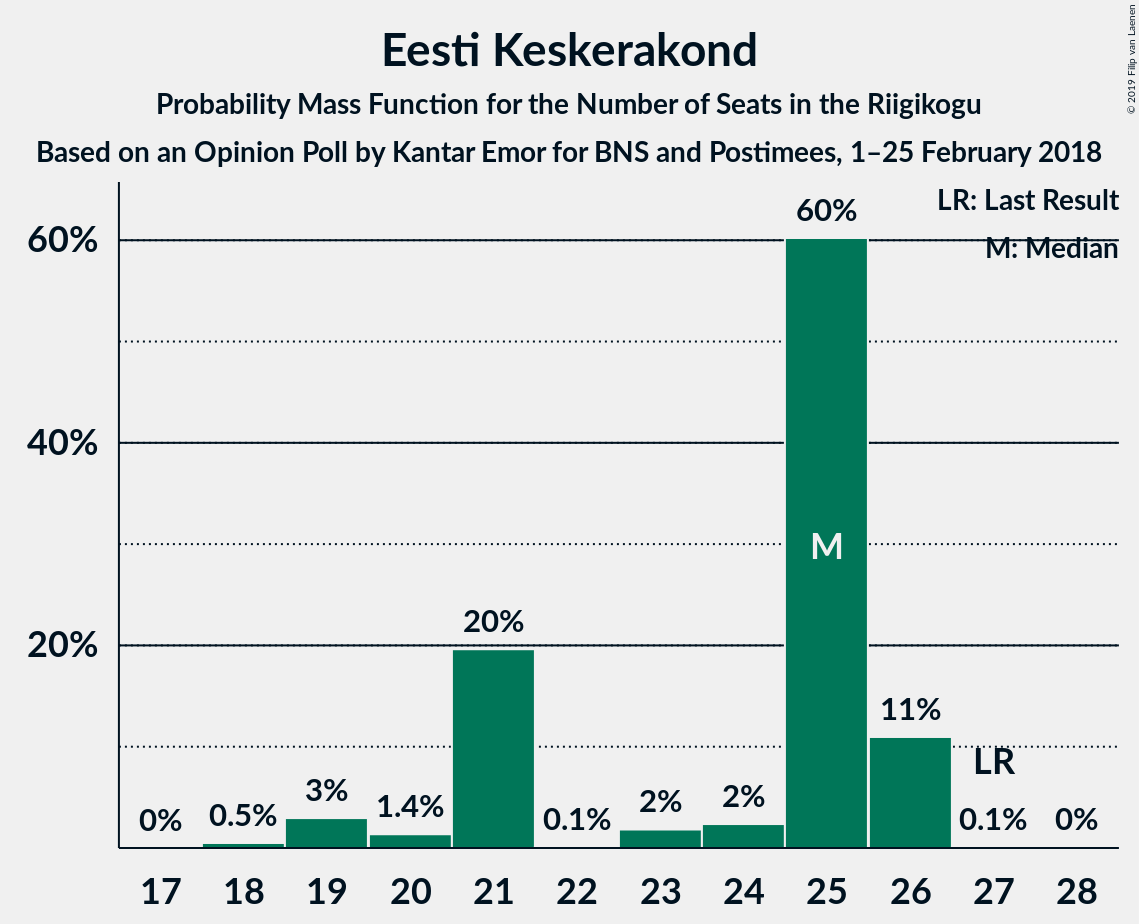 Eesti Keskerakond
Probability Mass Function for the Number of Seats in the Riigikogu
Based on an Opinion Poll by Kantar Emor for BNS and Postimees, 1–25 February 2018
© 2019 Filip van Laenen
LR: Last Result
M: Median
60%
40%
20%
0%
0.5%
3%
1.4%
20%
0.1%
2%
2%
60%
M
11%
LR
0.1%
0%
17 18 19 20 21 22 23 24 25 26 27 28